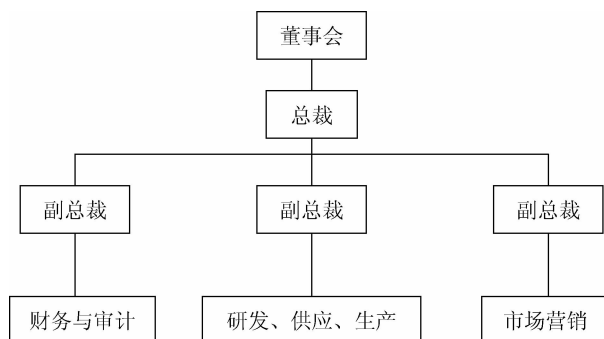 董事会
总裁
副总裁
副总裁
副总裁
财务与审计
研发、供应、生产
市场营销